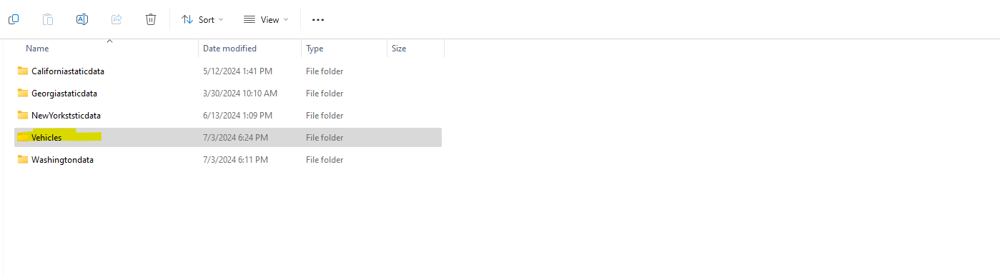 Sort View
Name Date modified Type Size
Californiastaticdata 5/12/2024 1:41 PM File folder
Georgiastaticdata 3/30/2024 10:10 AM File folder
NewYorkststicdata 6/13/2024 1:09 PM File folder
Vehicles 7/3/2024 6:24 PM File folder
Washingtondata 7/3/2024 6:11 PM File folder